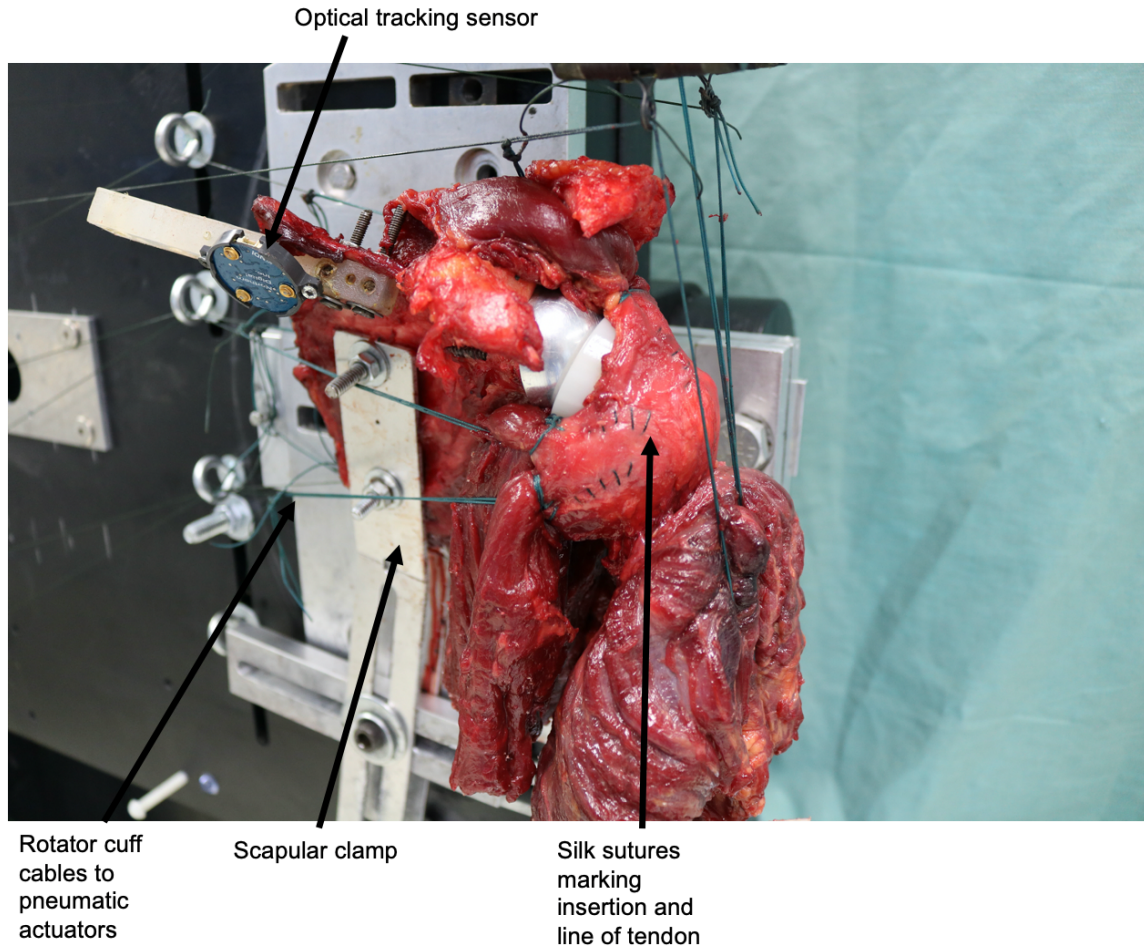 Optical tracking sensor
Rotator cuff
cables to
pneumatic
actuators
Scapular clamp
Silk sutures
marking
insertion and
line of tendon